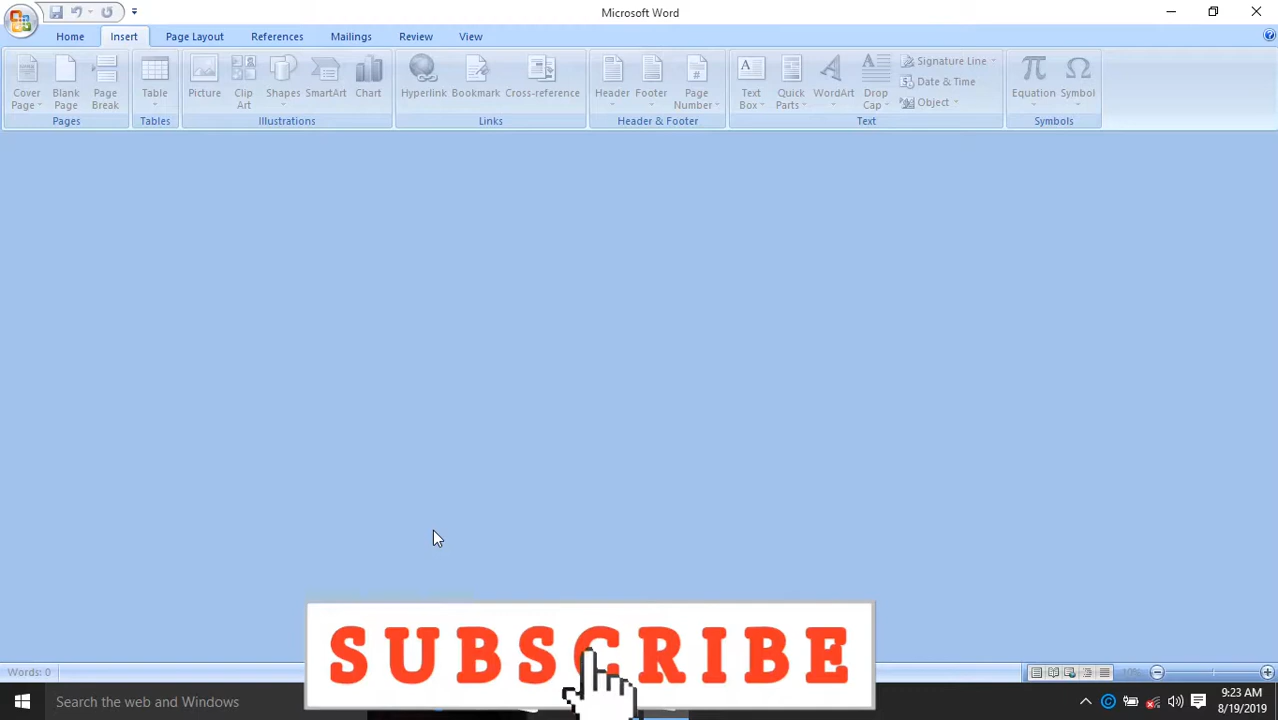 Microsoft Word
Home Insert Page Layout References Mailings Review View
Cover Page
Blank Page
Page Break
Table
Picture
Clip Art
Shapes
SmartArt
Chart
Hyperlink
Bookmark
Cross-reference
Header
Footer
Page Number
Text Box
Quick Parts
WordArt
Drop Cap
Signature Line
Date & Time
Object
Equation
Symbol
Pages Tables Illustrations Links Header & Footer Text Symbols
SUBSCRIBE
Words: 0
10%
Search the web and Windows
9:23 AM
8/19/2019